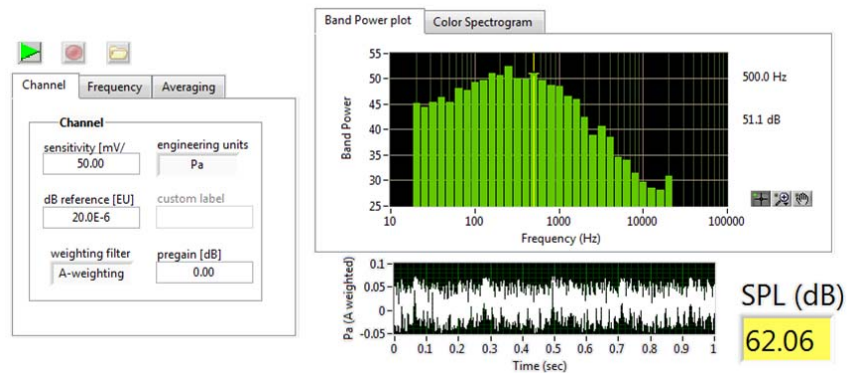 Band Power plot
Color Spectrogram
Channel
Frequency
Averaging
Channel
sensitivity [mV/
50.00
engineering units
Pa
dB reference [EU]
20.0E-6
custom label
weighting filter
A-weighting
pregain [dB]
0.00
Band Power
55
50
45
40
35
30
25
10
100
1000
10000
100000
Frequency (Hz)
500.0 Hz
51.1 dB
Pa (A weighted)
0.1
0.05
0
-0.05
0
0.1
0.2
0.3
0.4
0.5
0.6
0.7
0.8
0.9
1
Time (sec)
SPL (dB)
62.06